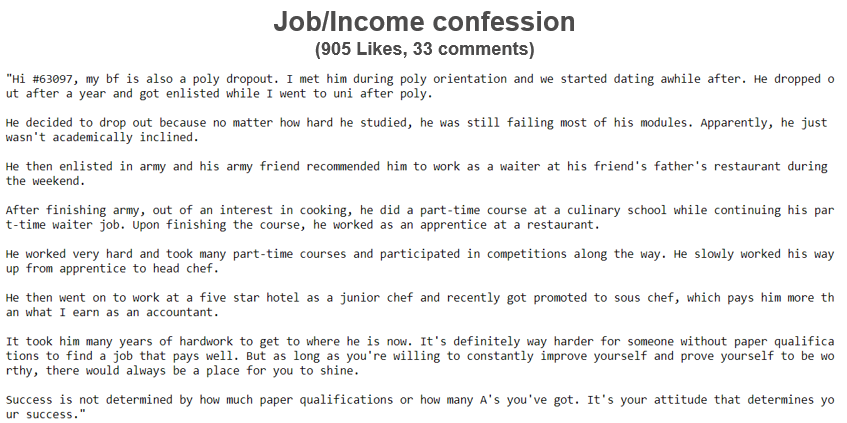 Job/Income confession
(905 Likes, 33 comments)
"Hi #63097, my bf is also a poly dropout. I met him during poly orientation and we started dating awhile after. He dropped o
ut after a year and got enlisted while I went to uni after poly.
He decided to drop out because no matter how hard he studied, he was still failing most of his modules. Apparently, he just
wasn't academically inclined.
He then enlisted in army and his army friend recommended him to work as a waiter at his friend's father's restaurant during
the weekend.
After finishing army, out of an interest in cooking, he did a part-time course at a culinary school while continuing his par
t-time waiter job. Upon finishing the course, he worked as an apprentice at a restaurant.
He worked very hard and took many part-time courses and participated in competitions along the way. He slowly worked his way
up from apprentice to head chef.
He then went on to work at a five star hotel as a junior chef and recently got promoted to sous chef, which pays him more th
an what I earn as an accountant.
It took him many years of hardwork to get to where he is now. It's definitely way harder for someone without paper qualifica
tions to find a job that pays well. But as long as you're willing to constantly improve yourself and prove yourself to be wo
rthy, there would always be a place for you to shine.
Success is not determined by how much paper qualifications or how many A's you've got. It's your attitude that determines yo
ur success."